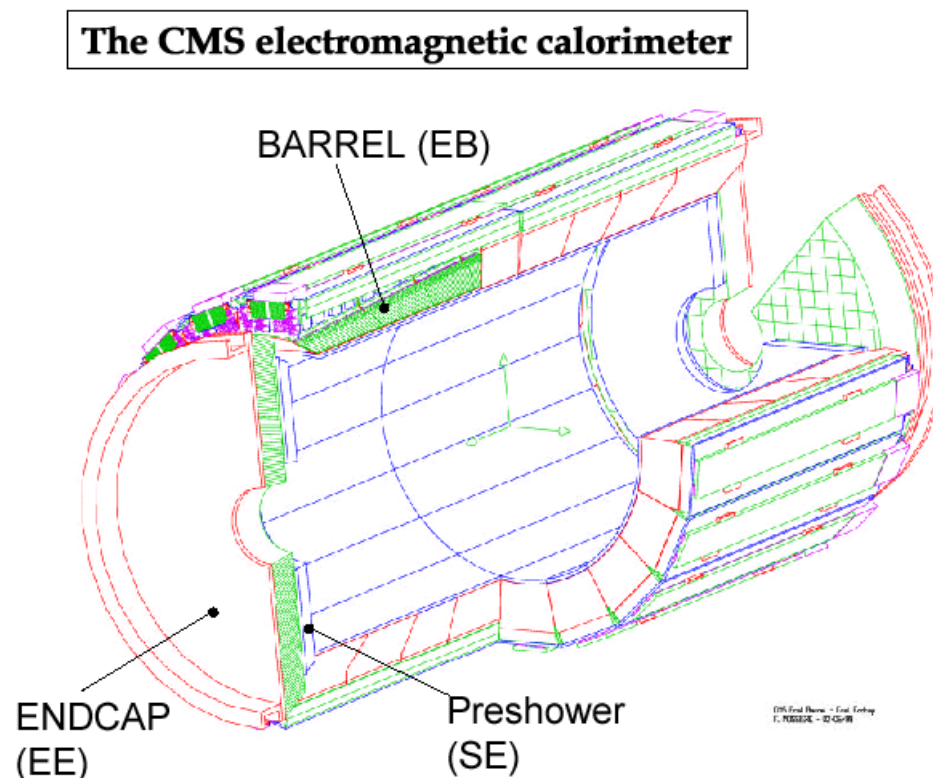 The CMS electromagnetic calorimeter
BARREL (EB)
ENDCAP
(EE)
Preshower
(SE)